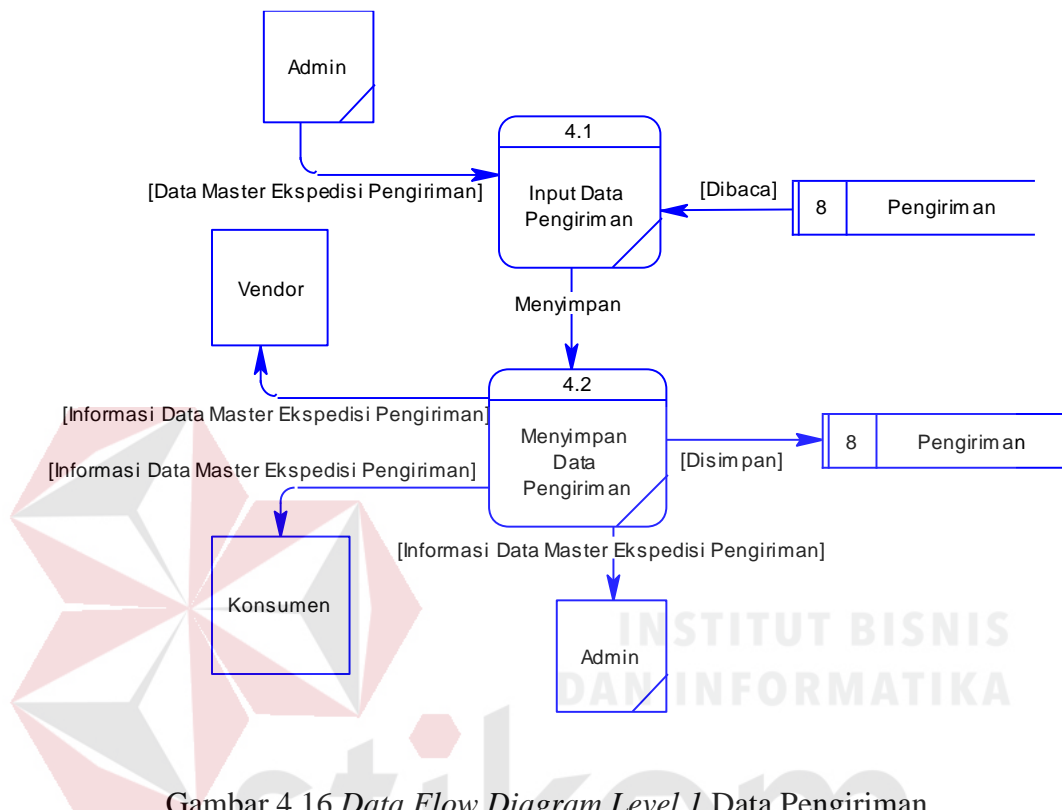 Admin
4.1
Input Data
Pengiriman
[Data Master Ekspedisi Pengiriman]
[Dibaca]
8
Pengiriman
Vendor
Menyimpan
4.2
Menyimpan
Data
Pengiriman
[Informasi Data Master Ekspedisi Pengiriman]
[Informasi Data Master Ekspedisi Pengiriman]
[Disimpan]
8
Pengiriman
[Informasi Data Master Ekspedisi Pengiriman]
Konsumen
Admin
INSTITUT BISNIS
DAN INFORMATIKA
stikom
Gambar 4.16 Data Flow Diagram Level 1 Data Pengiriman